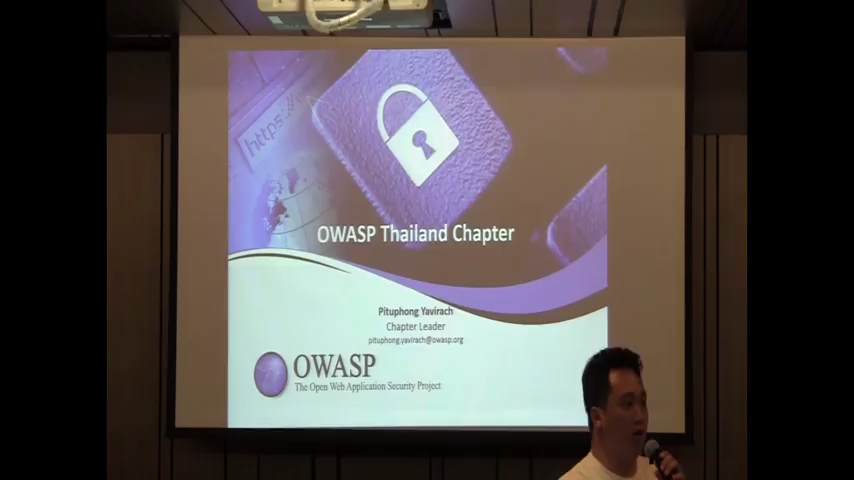 https://
OWASP Thailand Chapter
Pituphong Yavirach
Chapter Leader
pituphong.yavirach@owasp.org
OWASP
The Open Web Application Security Project